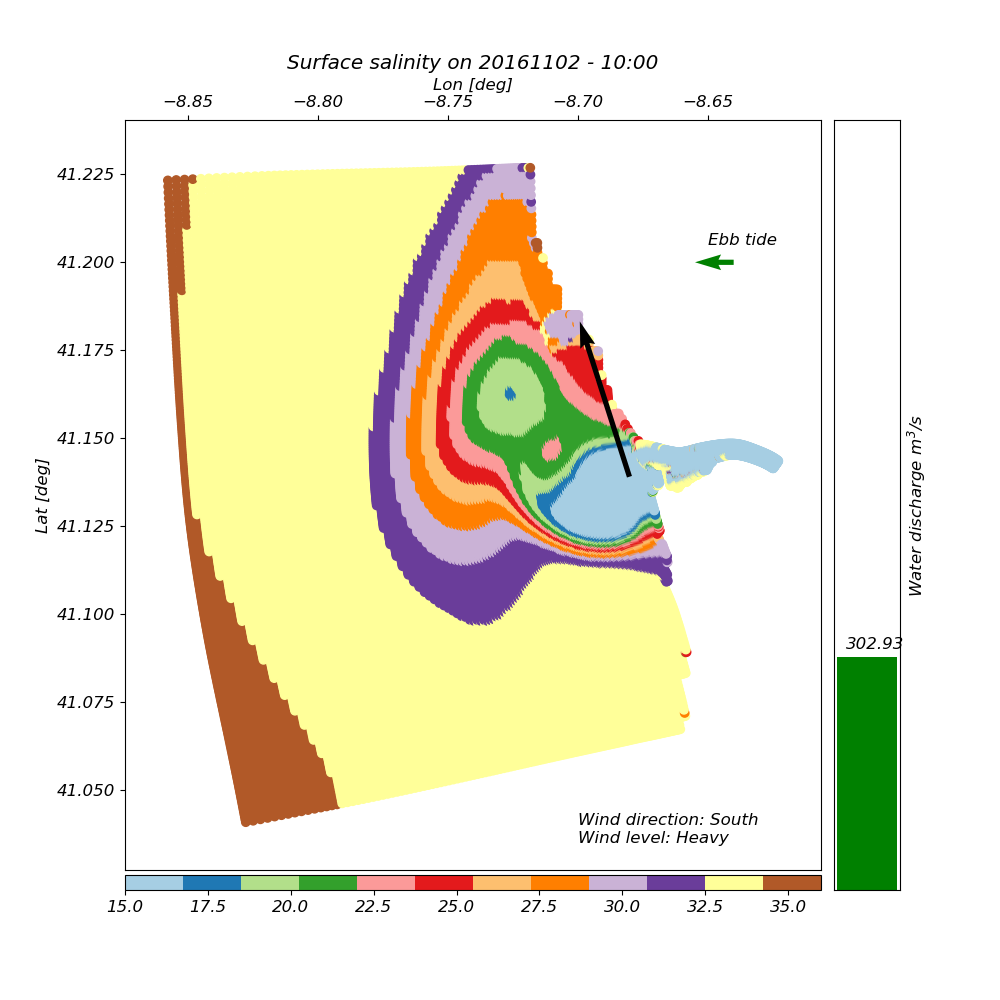 Surface salinity on 20161102 - 10:00
Lon [deg]
−8.85 −8.80 −8.75 −8.70 −8.65
41.225
41.200
41.175
41.150
41.125
41.100
41.075
41.050
Lat [deg]
Ebb tide
Wind direction: South
Wind level: Heavy
15.0 17.5 20.0 22.5 25.0 27.5 30.0 32.5 35.0
302.93
Water discharge m³/s